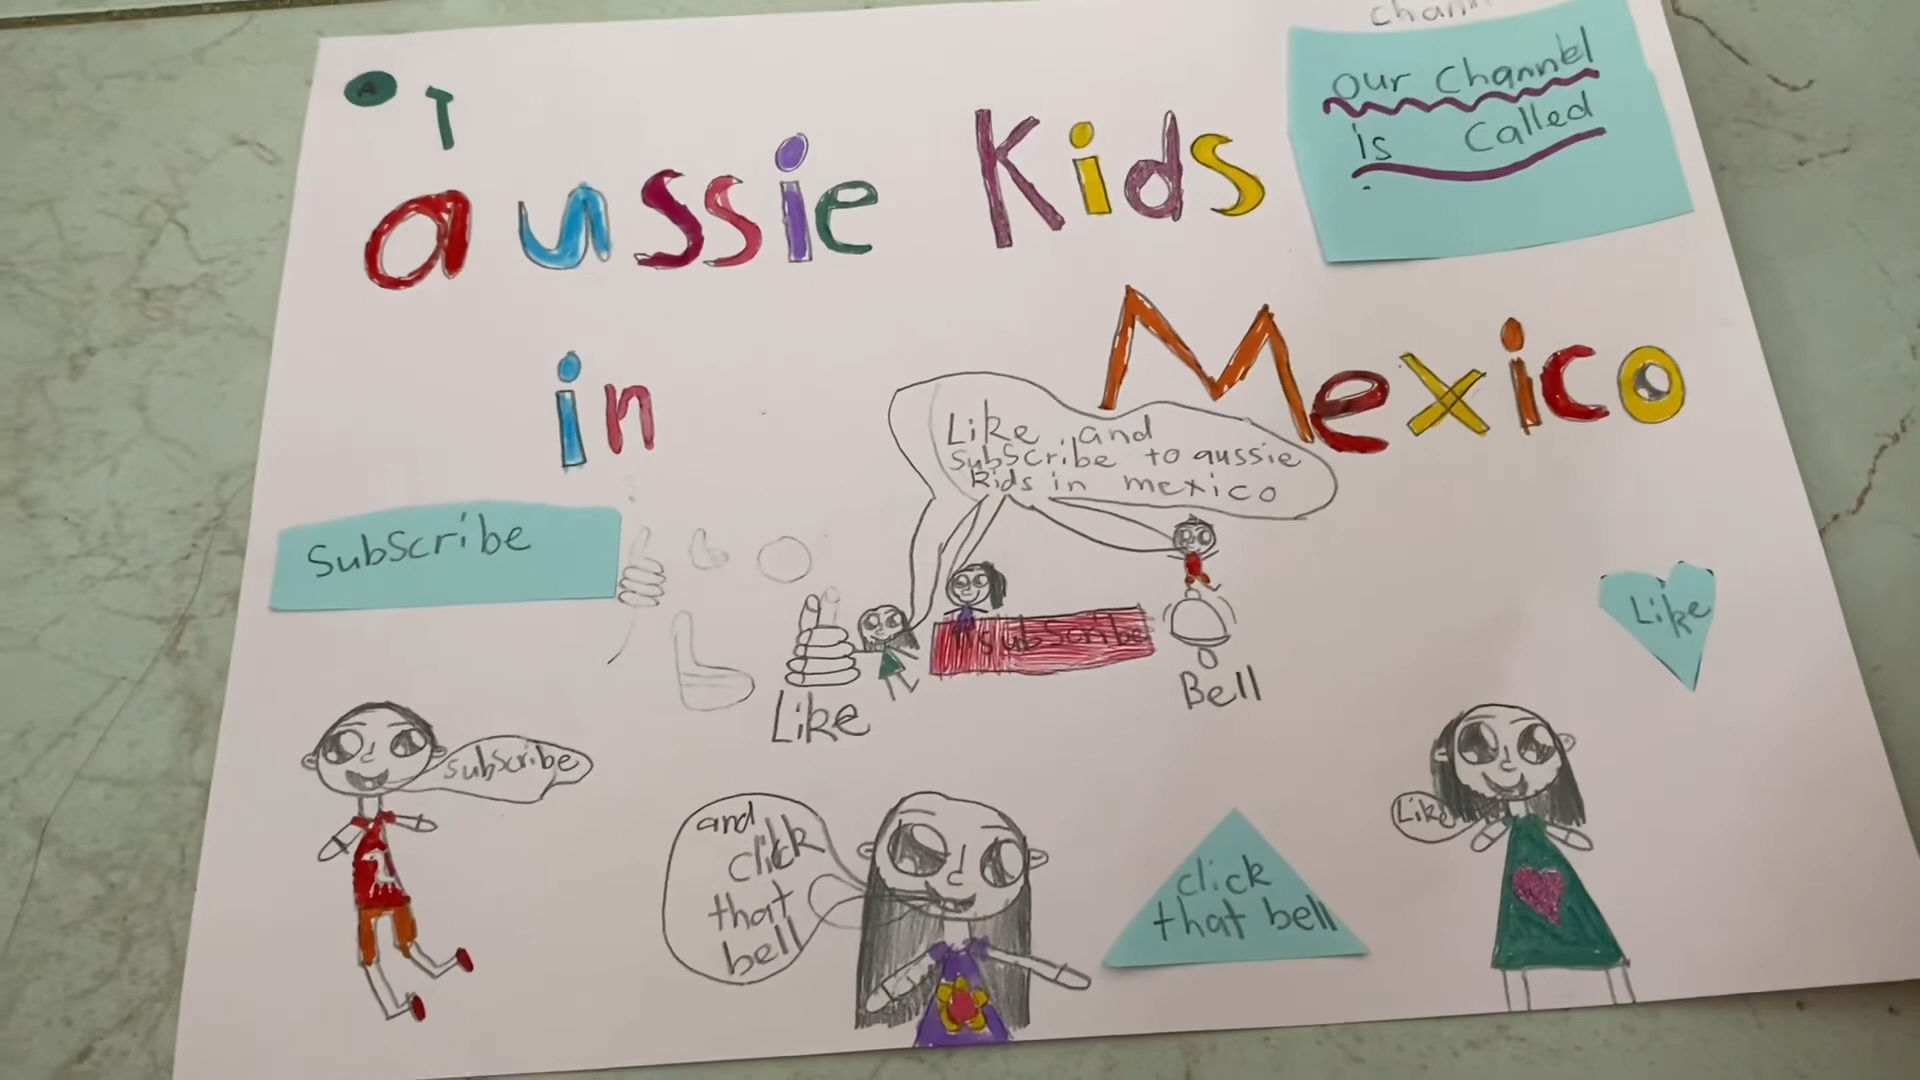 chann
our channel
is called
aussie Kids
in Mexico
Like and
subscribe to aussie
kids in mexico
Subscribe
subscribe
Like
Bell
Like
subscribe
Like
and
click
that
bell
click
that bell